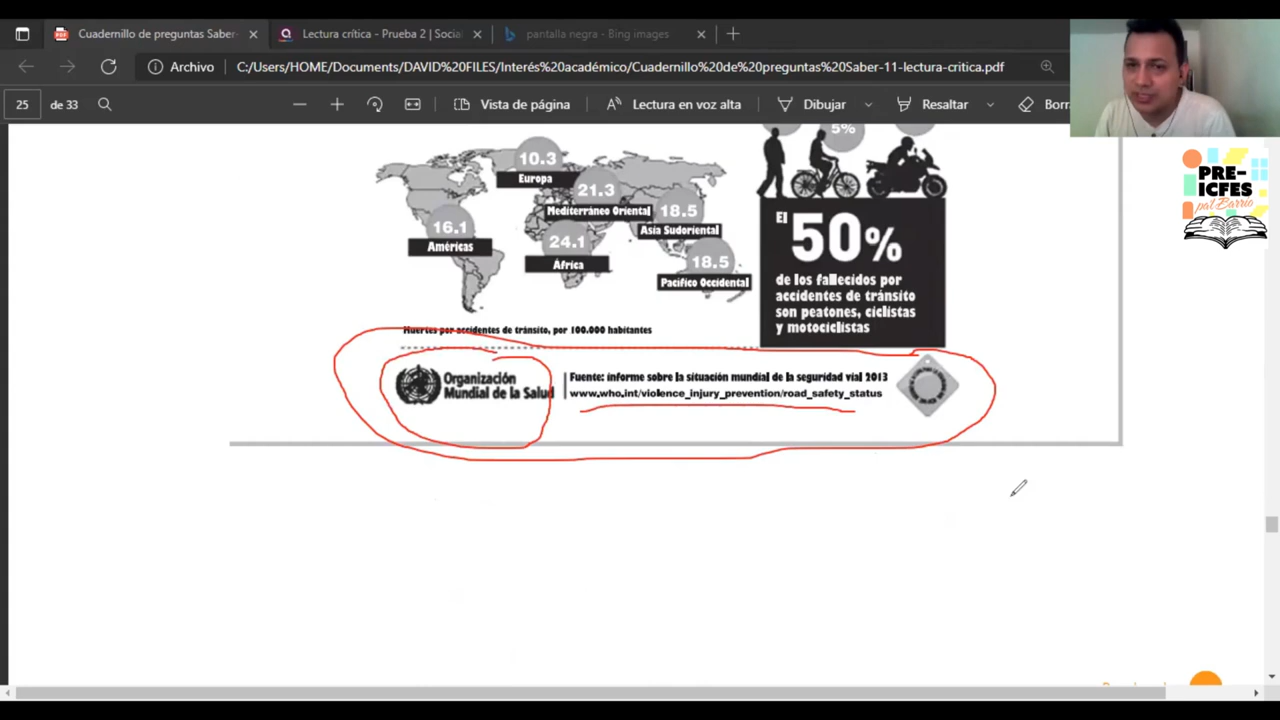 Cuadernillo de preguntas Saber-
Lectura crítica - Prueba 2 | Social
pantalla negra - Bing images
Archivo
C:/Users/HOME/Documents/DAVID%20FILES/Interés%20académico/Cuadernillo%20de%20preguntas%20Saber-11-lectura-critica.pdf
25 de 33
Vista de página
Lectura en voz alta
Dibujar
Resaltar
Borra
PRE-
ICFES
pal Barrio
10.3
Europa
21.3
Mediterráneo Oriental
18.5
Asía Sudoriental
16.1
Américas
24.1
África
18.5
Pacífico Occidental
Muertes por accidentes de tránsito, por 100.000 habitantes
5%
El 50%
de los fallecidos por
accidentes de tránsito
son peatones, ciclistas
y motociclistas
Organización
Mundial de la Salud
Fuente: informe sobre la situación mundial de la seguridad vial 2013
www.who.int/violence_injury_prevention/road_safety_status